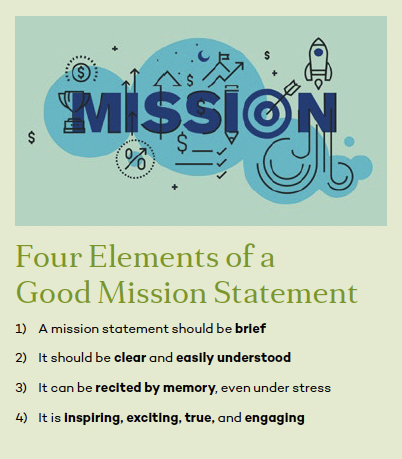 MISSION
Four Elements of a
Good Mission Statement
1) A mission statement should be brief
2) It should be clear and easily understood
3) It can be recited by memory, even under stress
4) It is inspiring, exciting, true, and engaging